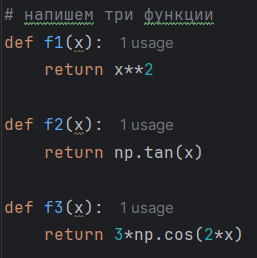 # напишем три функции
def f1(x): 1 usage
    return x**2
def f2(x): 1 usage
    return np.tan(x)
def f3(x): 1 usage
    return 3*np.cos(2*x)